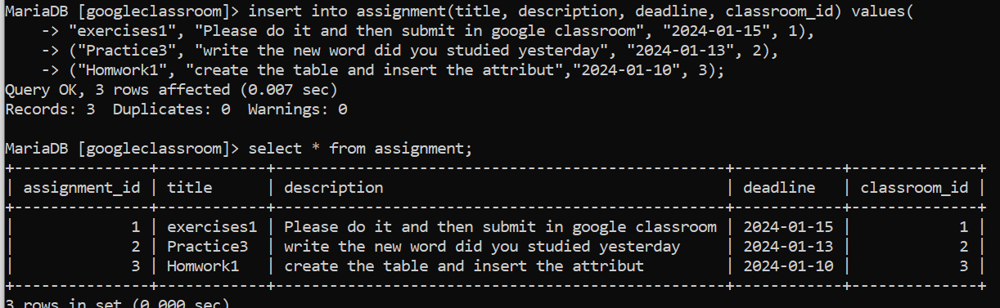 MariaDB [googleclassroom]> insert into assignment(title, description, deadline, classroom_id) values(
    -> "exercises1", "Please do it and then submit in google classroom", "2024-01-15", 1),
    -> ("Practice3", "write the new word did you studied yesterday", "2024-01-13", 2),
    -> ("Homwork1", "create the table and insert the attribut","2024-01-10", 3);
Query OK, 3 rows affected (0.007 sec)
Records: 3  Duplicates: 0  Warnings: 0

MariaDB [googleclassroom]> select * from assignment;
+---------------+------------+--------------------------------------------------+------------+--------------+
| assignment_id | title      | description                                      | deadline   | classroom_id |
+---------------+------------+--------------------------------------------------+------------+--------------+
|             1 | exercises1 | Please do it and then submit in google classroom | 2024-01-15 |            1 |
|             2 | Practice3  | write the new word did you studied yesterday     | 2024-01-13 |            2 |
|             3 | Homwork1   | create the table and insert the attribut         | 2024-01-10 |            3 |
+---------------+------------+--------------------------------------------------+------------+--------------+
3 rows in set (0.000 sec)